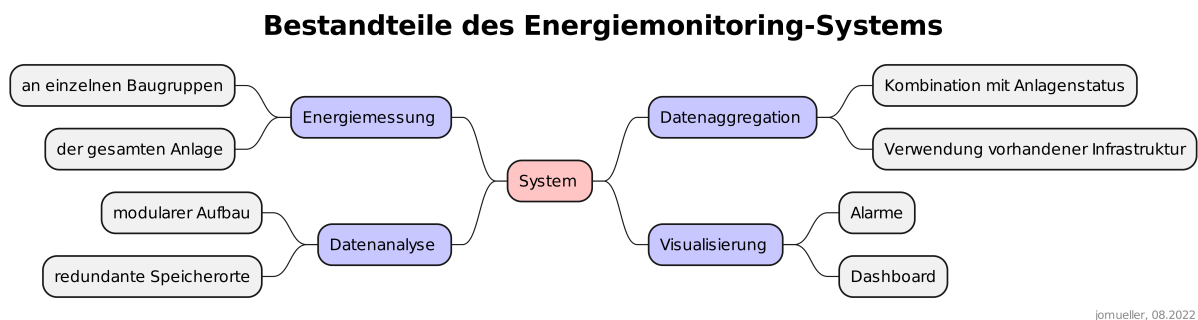 Bestandteile des Energiemonitoring-Systems
an einzelnen Baugruppen
Energiemessung
der gesamten Anlage
modularer Aufbau
Datenanalyse
redundante Speicherorte
System
Kombination mit Anlagenstatus
Datenaggregation
Verwendung vorhandener Infrastruktur
Alarme
Visualisierung
Dashboard
jomueller, 08.2022